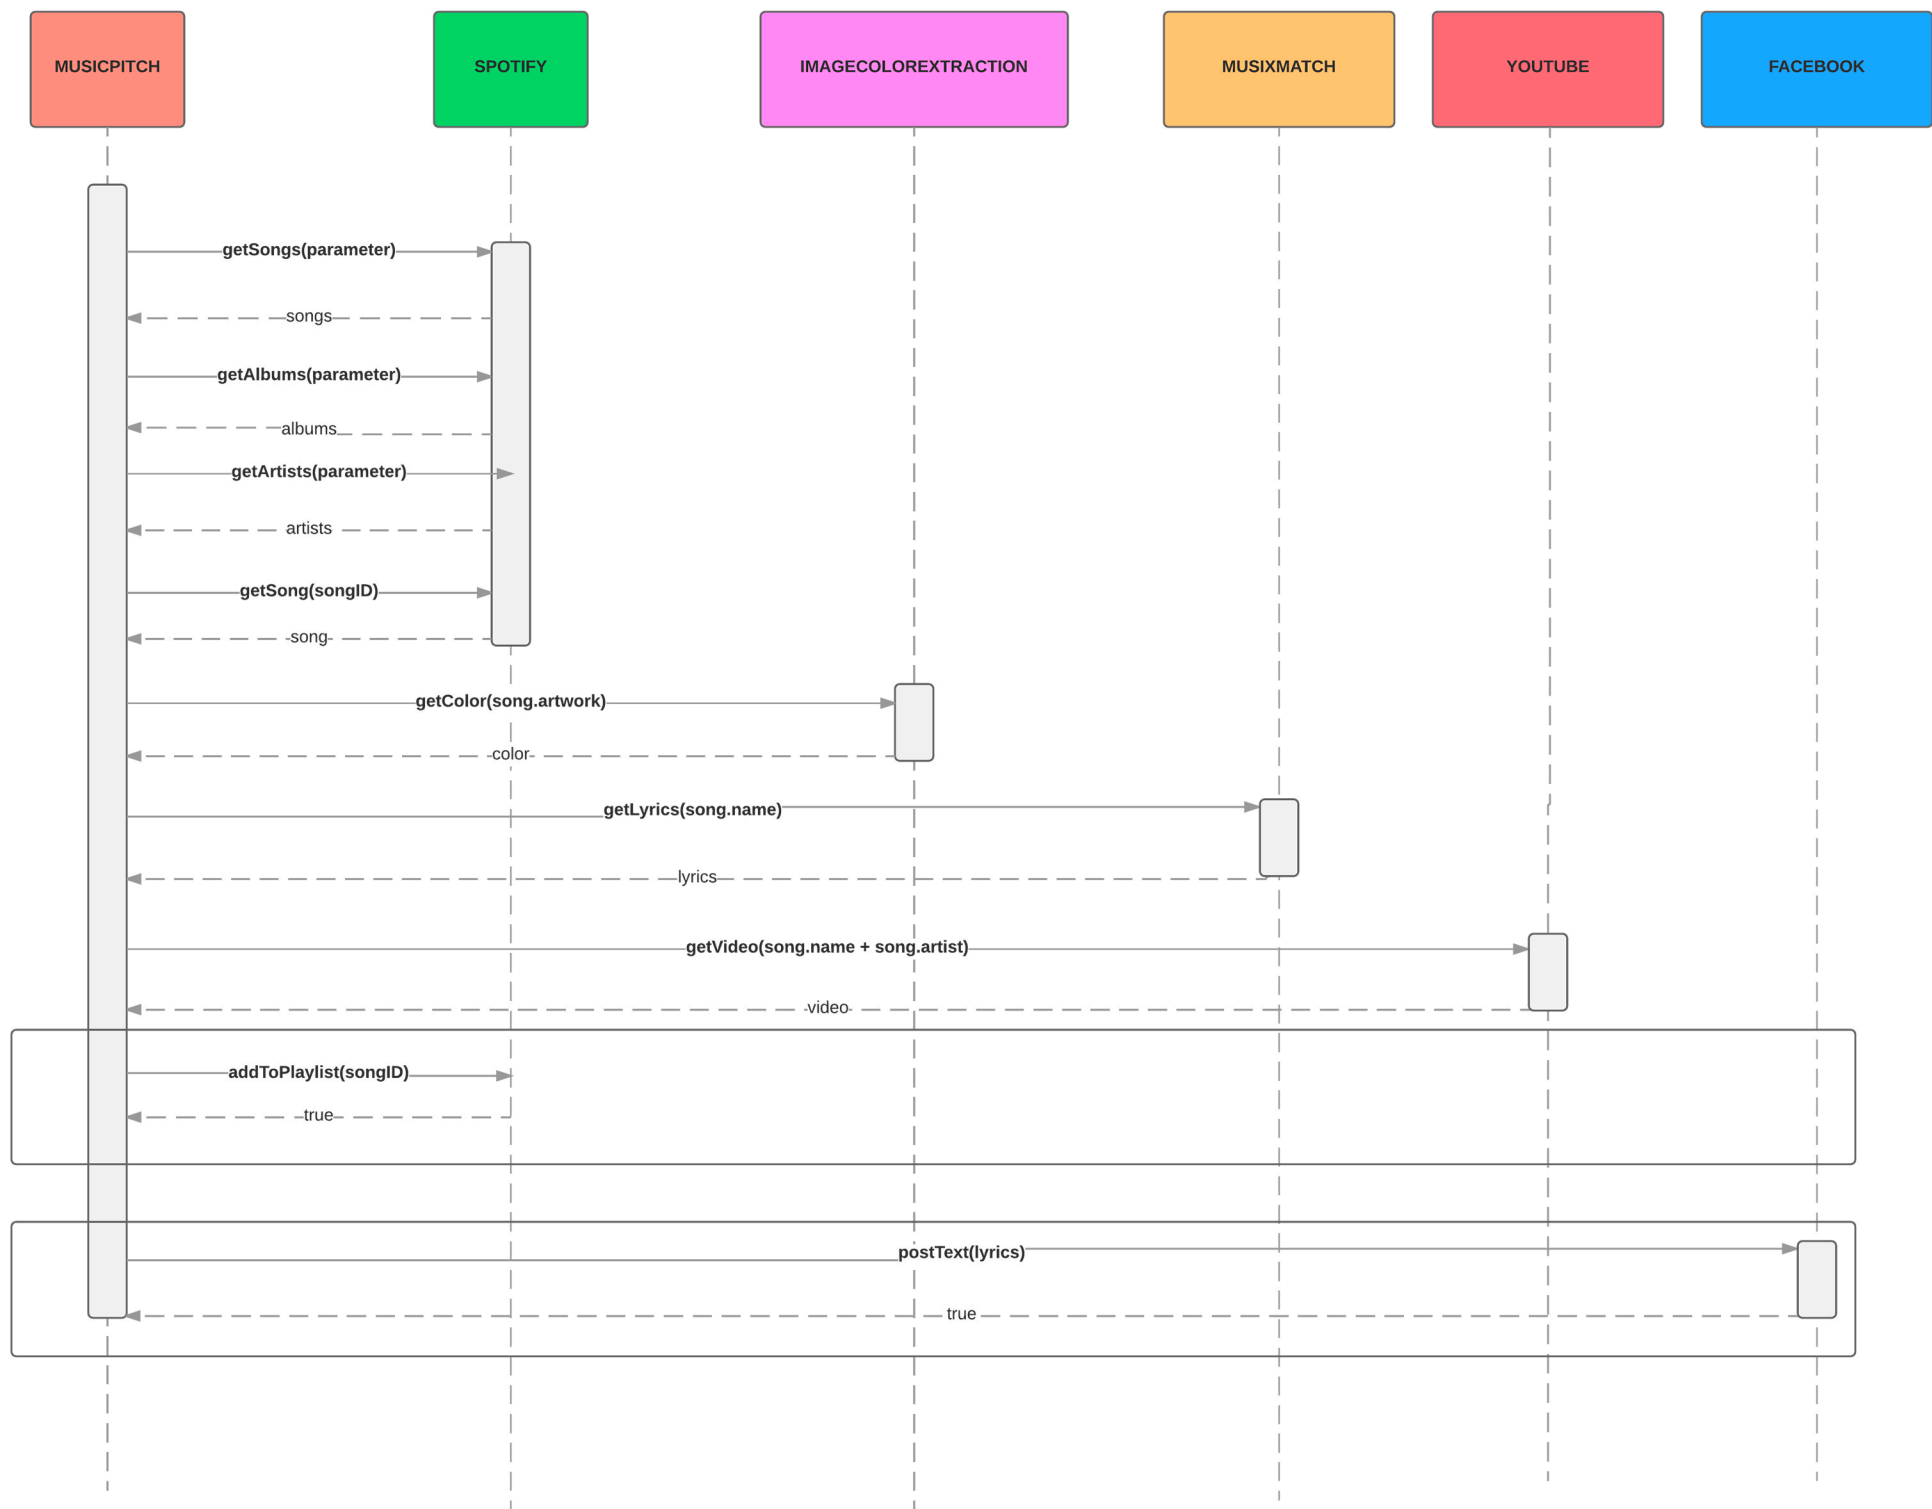 MUSICPITCH
SPOTIFY
IMAGECOLOREXTRACTION
MUSIXMATCH
YOUTUBE
FACEBOOK
getSongs(parameter)
songs
getAlbums(parameter)
albums
getArtists(parameter)
artists
getSong(songID)
song
getColor(song.artwork)
color
getLyrics(song.name)
lyrics
getVideo(song.name + song.artist)
video
addToPlaylist(songID)
true
postText(lyrics)
true